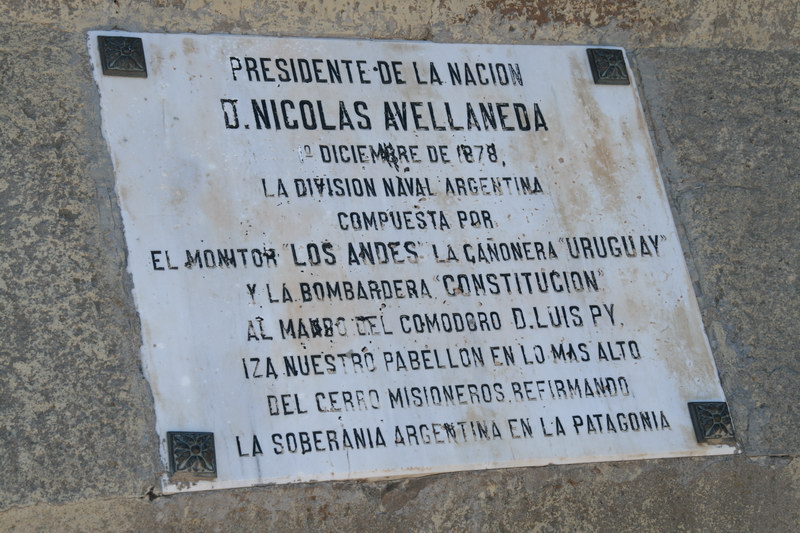 PRESIDENTE DE LA NACION
D. NICOLAS AVELLANEDA
1º DICIEMBRE DE 1878,
LA DIVISION NAVAL ARGENTINA
COMPUESTA POR
EL MONITOR "LOS ANDES" LA CAÑONERA "URUGUAY"
Y LA BOMBARDERA "CONSTITUCION"
AL MANDO DEL COMODORO D. LUIS PY,
IZA NUESTRO PABELLON EN LO MAS ALTO
DEL CERRO MISIONEROS, REFIRMANDO
LA SOBERANIA ARGENTINA EN LA PATAGONIA